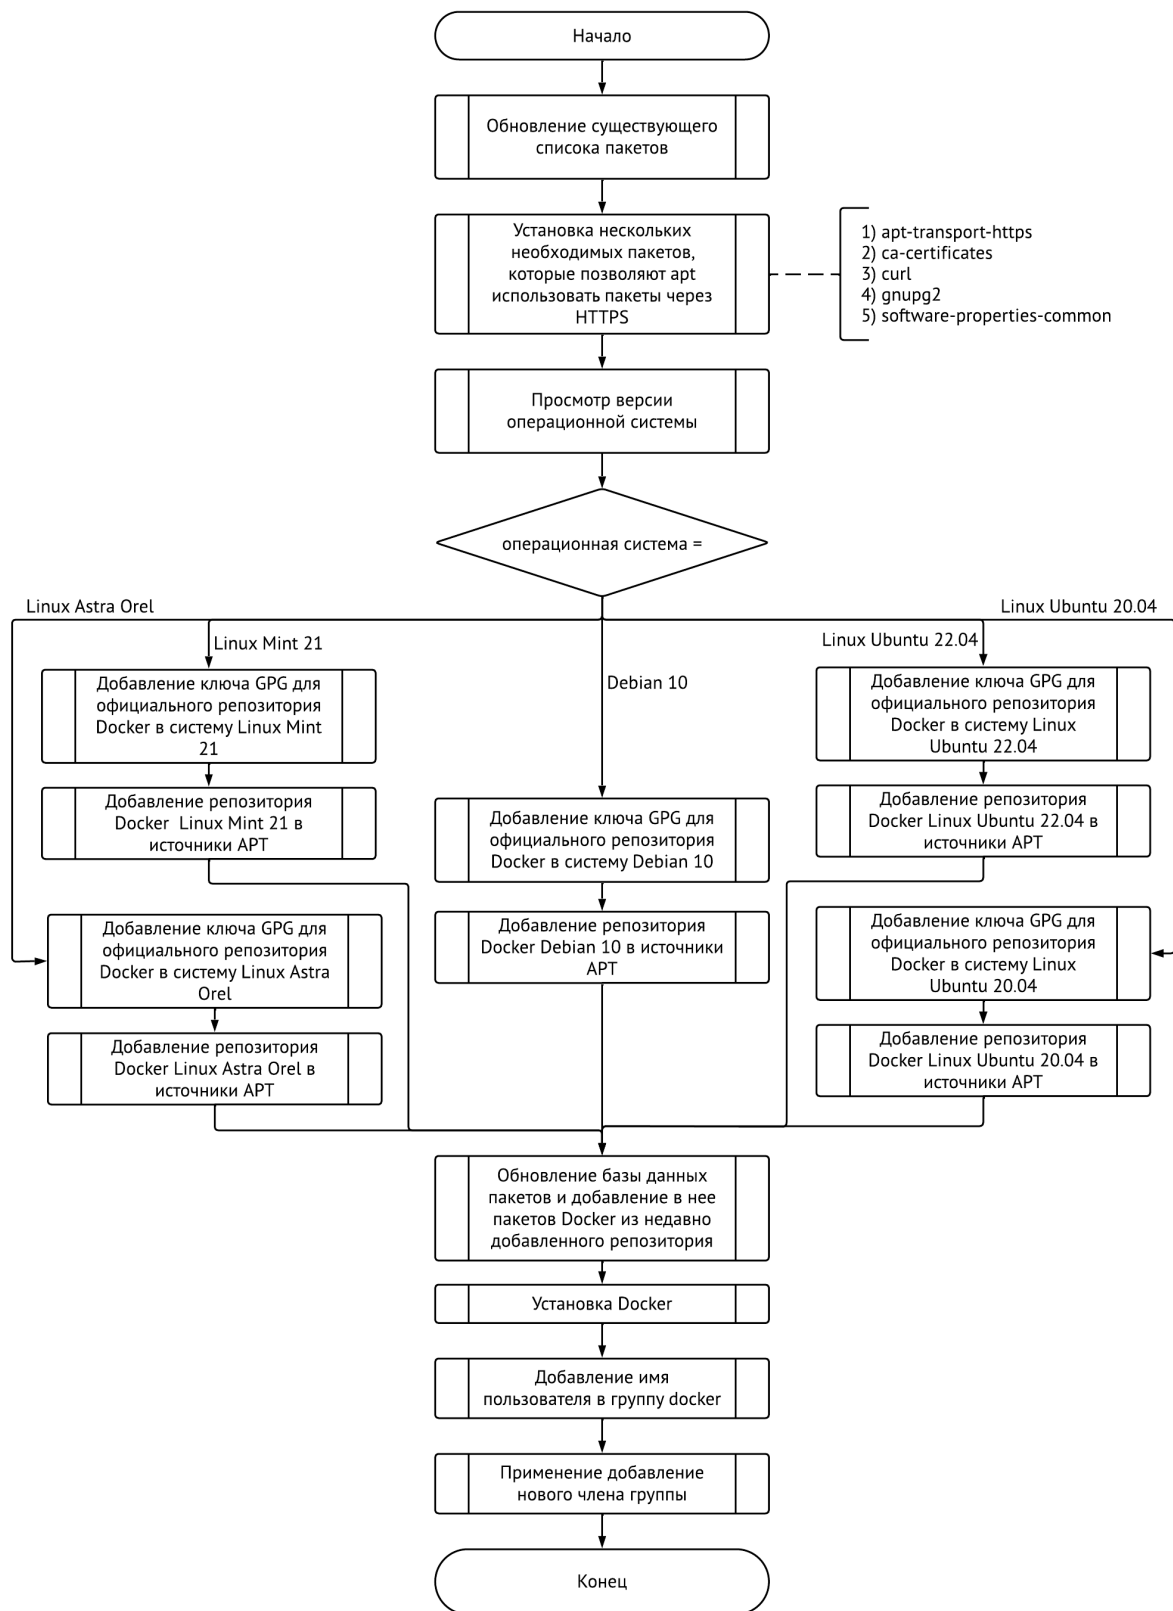 Начало
Обновление существующего
списока пакетов
Установка нескольких
необходимых пакетов,
которые позволяют apt
использовать пакеты через
HTTPS
1) apt-transport-https
2) ca-certificates
3) curl
4) gnupg2
5) software-properties-common
Просмотр версии
операционной системы
операционная система =
Linux Astra Orel
Linux Mint 21
Debian 10
Linux Ubuntu 22.04
Linux Ubuntu 20.04
Добавление ключа GPG для
официального репозитория
Docker в систему Linux Mint
21
Добавление репозитория
Docker  Linux Mint 21 в
источники APT
Добавление ключа GPG для
официального репозитория
Docker в систему Linux Astra
Orel
Добавление репозитория
Docker Linux Astra Orel в
источники APT
Добавление ключа GPG для
официального репозитория
Docker в систему Debian 10
Добавление репозитория
Docker Debian 10 в источники
APT
Добавление ключа GPG для
официального репозитория
Docker в систему Linux
Ubuntu 22.04
Добавление репозитория
Docker Linux Ubuntu 22.04 в
источники APT
Добавление ключа GPG для
официального репозитория
Docker в систему Linux
Ubuntu 20.04
Добавление репозитория
Docker Linux Ubuntu 20.04 в
источники APT
Обновление базы данных
пакетов и добавление в нее
пакетов Docker из недавно
добавленного репозитория
Установка Docker
Добавление имя
пользователя в группу docker
Применение добавление
нового члена группы
Конец